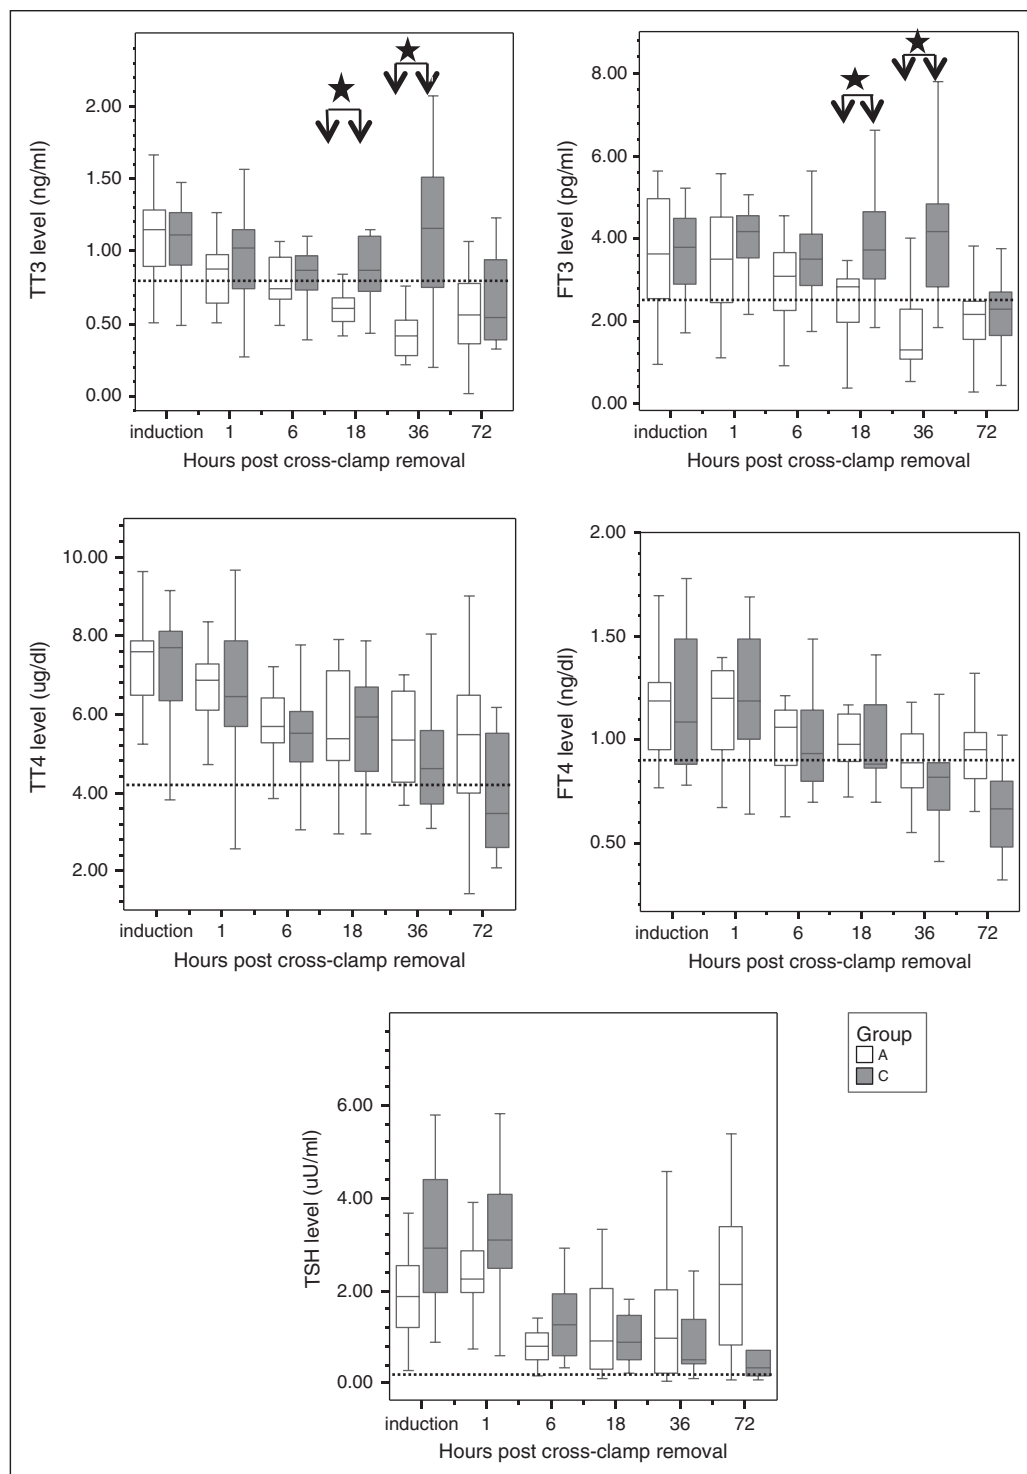 TT3 level (ng/ml)
2.00
1.50
1.00
0.50
0.00
induction 1 6 18 36 72
Hours post cross-clamp removal
FT3 level (pg/ml)
8.00
6.00
4.00
2.00
0.00
induction 1 6 18 36 72
Hours post cross-clamp removal
TT4 level (ug/dl)
10.00
8.00
6.00
4.00
2.00
induction 1 6 18 36 72
Hours post cross-clamp removal
FT4 level (ng/dl)
2.00
1.50
1.00
0.50
induction 1 6 18 36 72
Hours post cross-clamp removal
TSH level (uU/ml)
6.00
4.00
2.00
0.00
induction 1 6 18 36 72
Hours post cross-clamp removal
Group
A
C